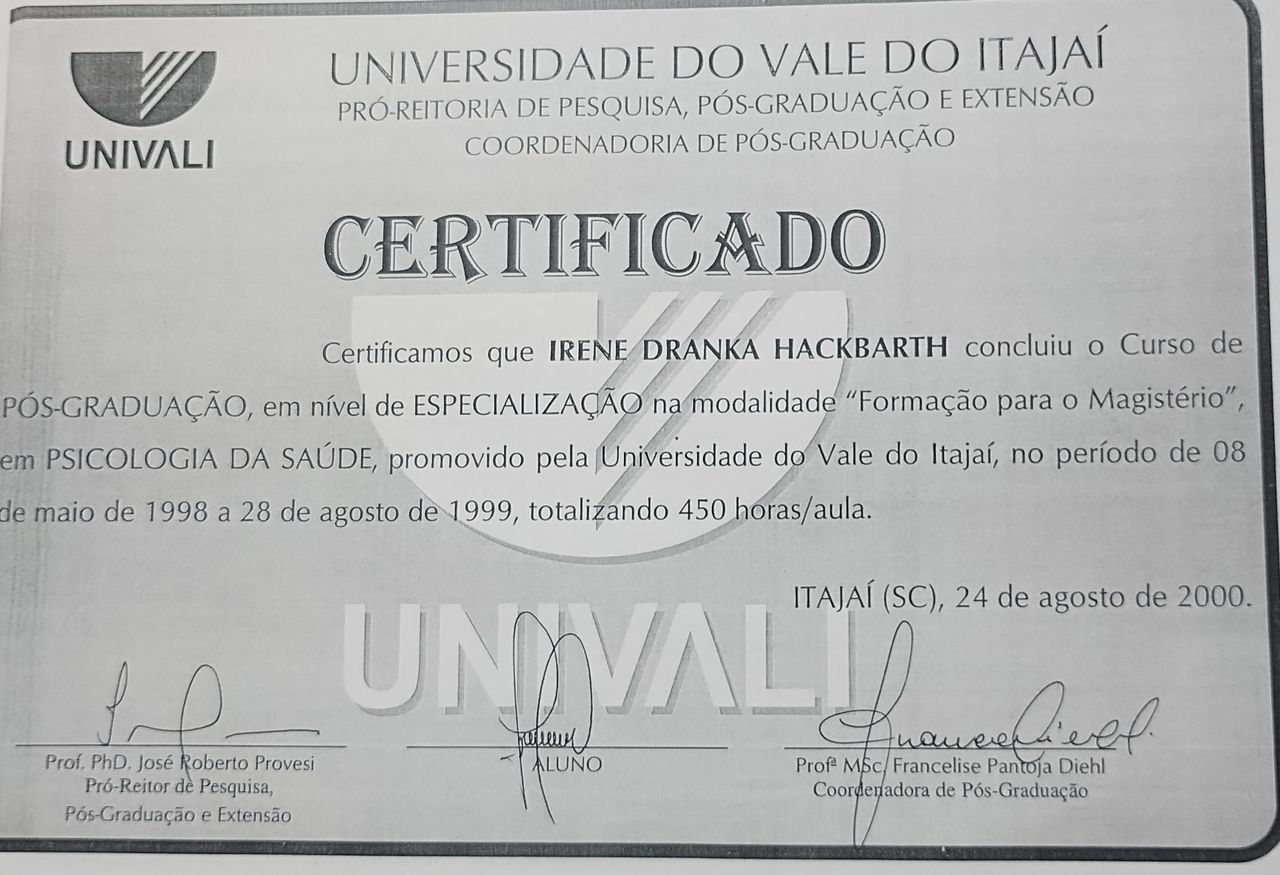 UNIVALI
UNIVERSIDADE DO VALE DO ITAJAÍ
PRÓ-REITORIA DE PESQUISA, PÓS-GRADUAÇÃO E EXTENSÃO
COORDENADORIA DE PÓS-GRADUAÇÃO
CERTIFICADO
Certificamos que IRENE DRANKA HACKBARTH concluiu o Curso de
PÓS-GRADUAÇÃO, em nível de ESPECIALIZAÇÃO na modalidade “Formação para o Magistério”,
em PSICOLOGIA DA SAÚDE, promovido pela Universidade do Vale do Itajaí, no período de 08
de maio de 1998 a 28 de agosto de 1999, totalizando 450 horas/aula.
ITAJAÍ (SC), 24 de agosto de 2000.
UNIVALI
Prof. PhD. José Roberto Provesi
Pró-Reitor de Pesquisa,
Pós-Graduação e Extensão
ALUNO
Profª MSc. Francelise Pantoja Diehl
Coordenadora de Pós-Graduação